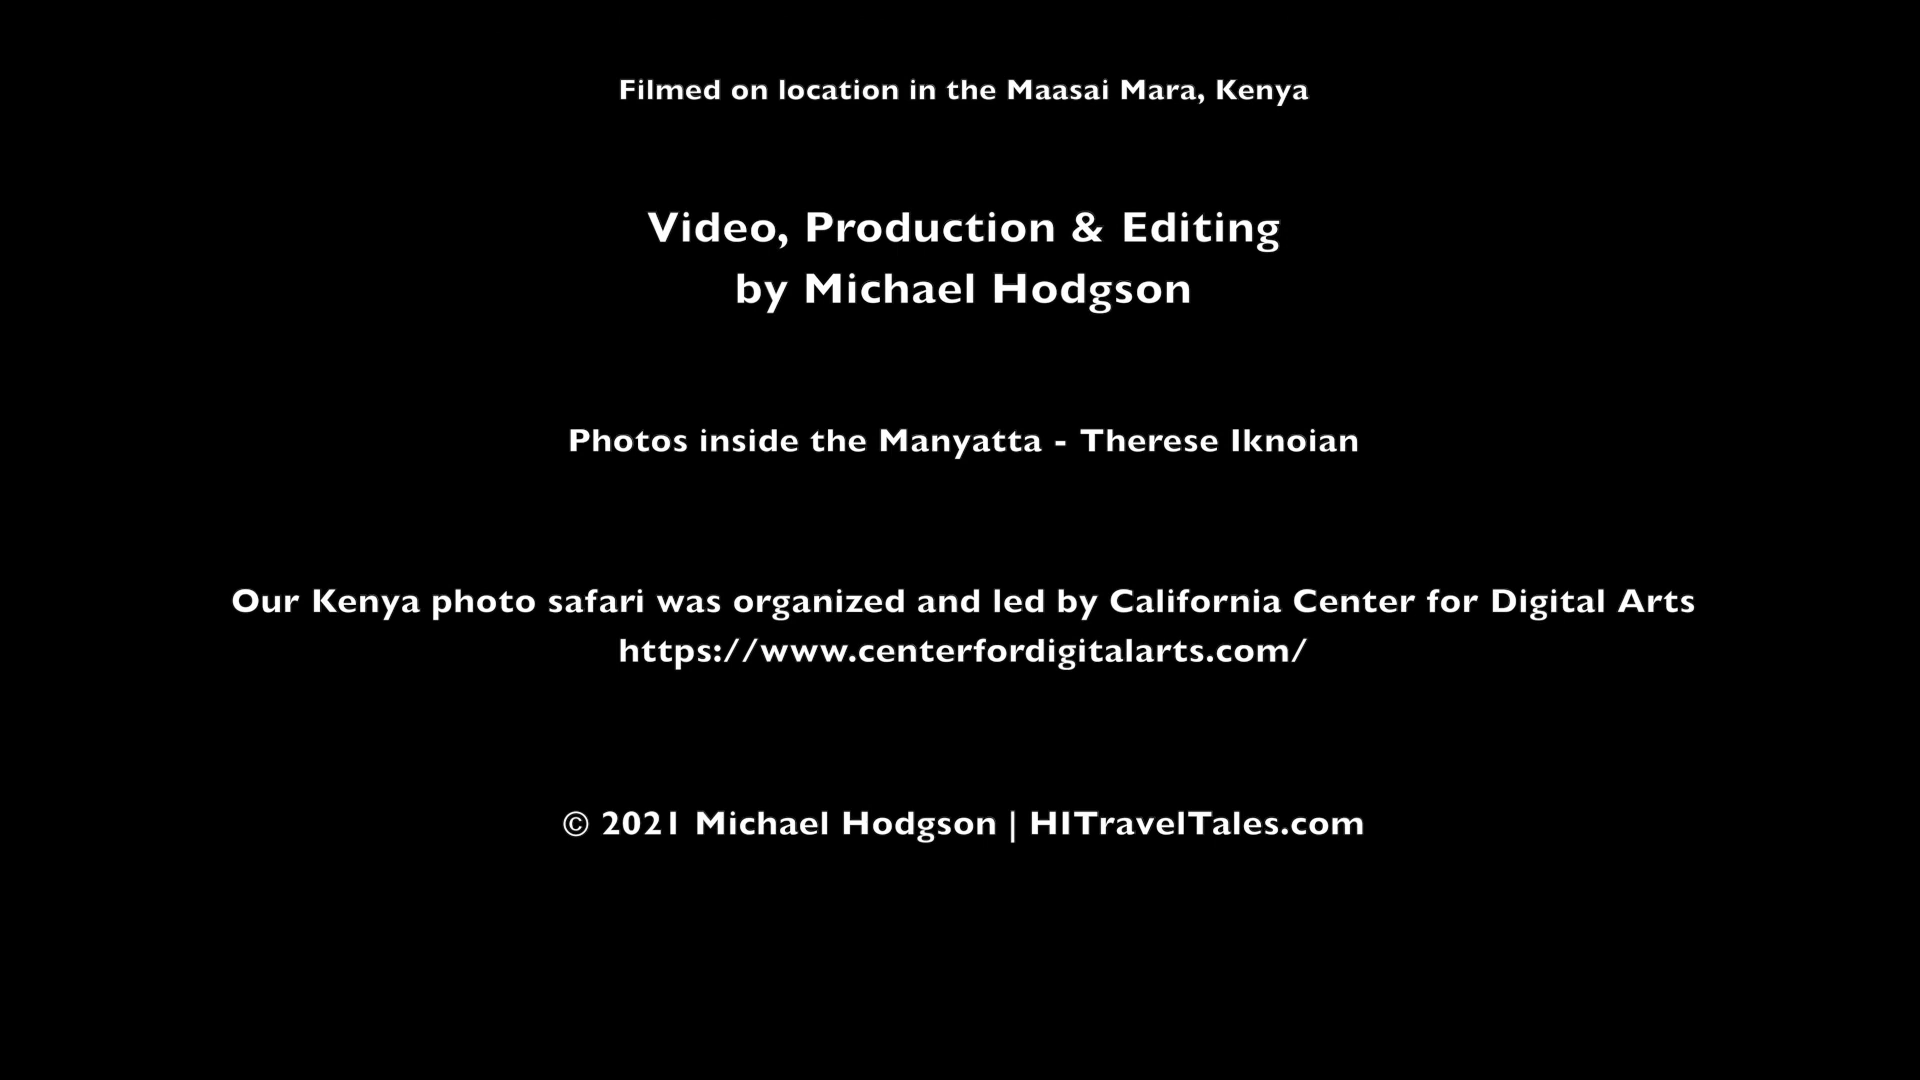 Filmed on location in the Maasai Mara, Kenya
Video, Production & Editing
by Michael Hodgson
Photos inside the Manyatta - Therese Iknoian
Our Kenya photo safari was organized and led by California Center for Digital Arts
https://www.centerfordigitalarts.com/
© 2021 Michael Hodgson | HITravelTales.com